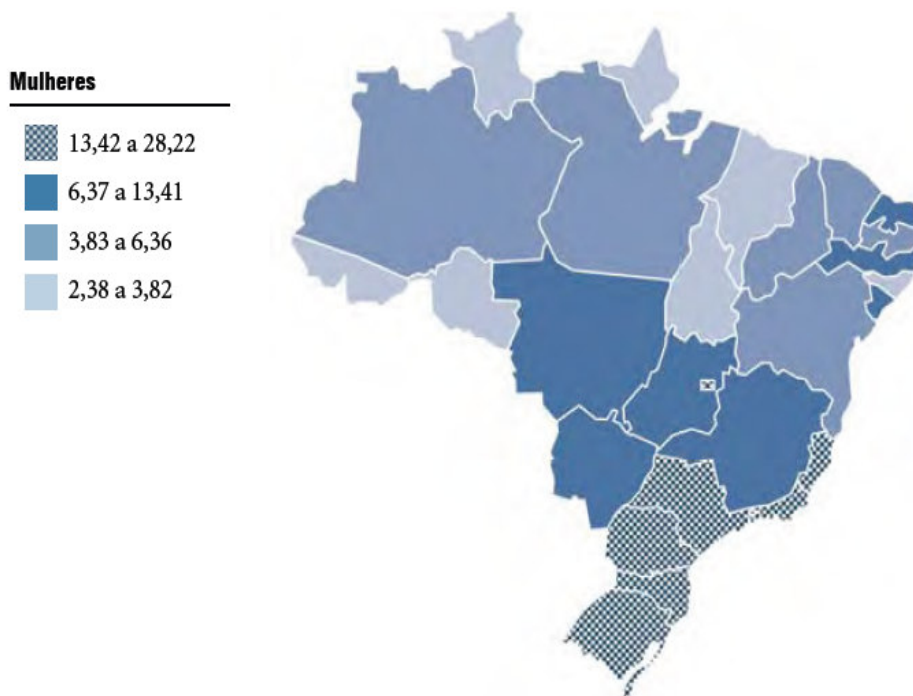 Mulheres
13,42 a 28,22
6,37 a 13,41
3,83 a 6,36
2,38 a 3,82